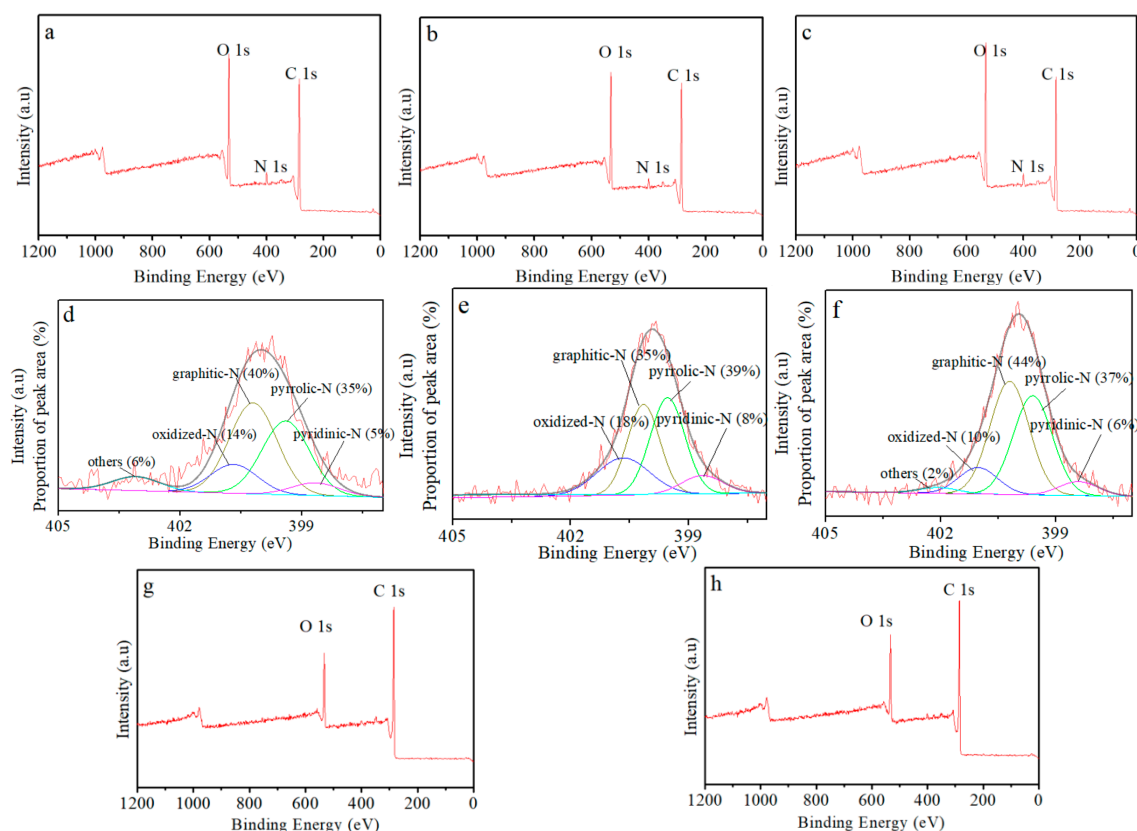 a
O 1s
C 1s
N 1s
Intensity (a.u)
1200 1000 800 600 400 200 0
Binding Energy (eV)
b
O 1s
C 1s
N 1s
Intensity (a.u)
1200 1000 800 600 400 200 0
Binding Energy (eV)
c
O 1s
C 1s
N 1s
Intensity (a.u)
1200 1000 800 600 400 200 0
Binding Energy (eV)
d
graphitic-N (40%)
pyrrolic-N (35%)
oxidized-N (14%)
pyridinic-N (5%)
others (6%)
Proportion of peak area (%)
Intensity (a.u)
405 402 399
Binding Energy (eV)
e
graphitic-N (35%)
pyrrolic-N (39%)
oxidized-N (18%)
pyridinic-N (8%)
Proportion of peak area (%)
Intensity (a.u)
405 402 399
Binding Energy (eV)
f
graphitic-N (44%)
pyrrolic-N (37%)
oxidized-N (10%)
pyridinic-N (6%)
others (2%)
Proportion of peak area (%)
Intensity (a.u)
405 402 399
Binding Energy (eV)
g
C 1s
O 1s
Intensity (a.u)
1200 1000 800 600 400 200 0
Binding Energy (eV)
h
C 1s
O 1s
Intensity (a.u)
1200 1000 800 600 400 200 0
Binding Energy (eV)